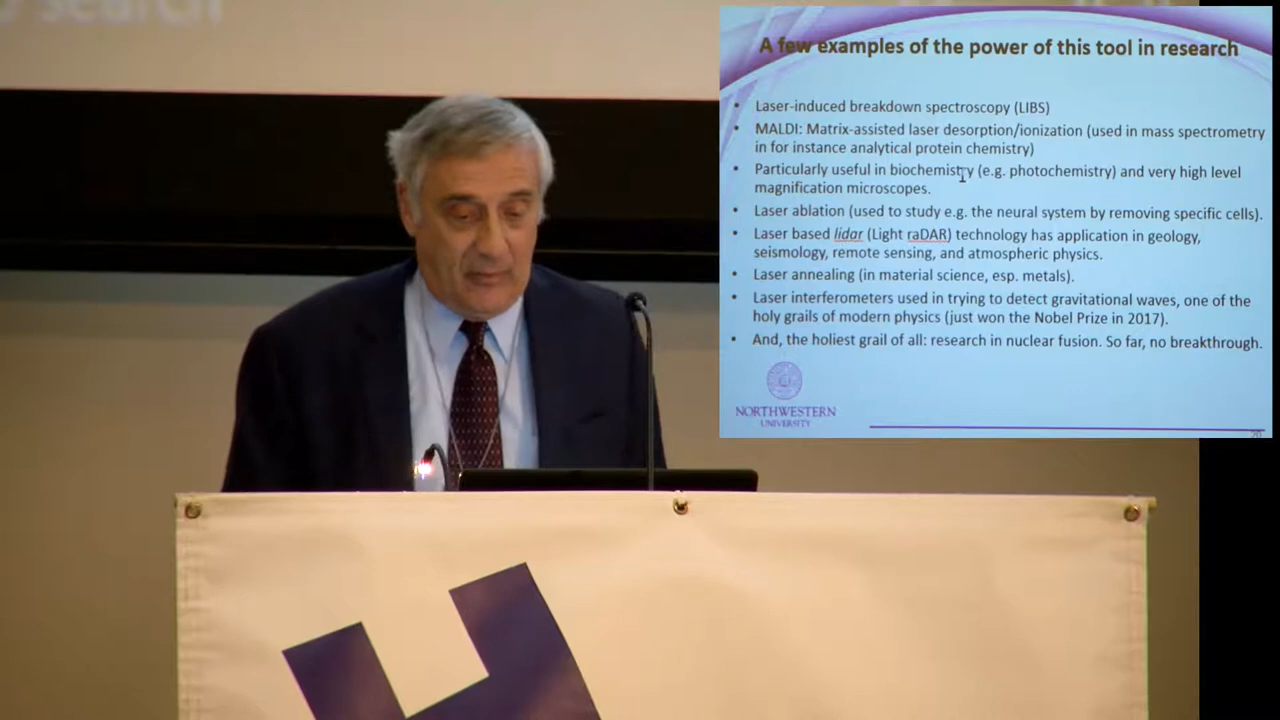 search
A few examples of the power of this tool in research
• Laser-induced breakdown spectroscopy (LIBS)
• MALDI: Matrix-assisted laser desorption/ionization (used in mass spectrometry
in for instance analytical protein chemistry)
• Particularly useful in biochemistry (e.g. photochemistry) and very high level
magnification microscopes.
• Laser ablation (used to study e.g. the neural system by removing specific cells).
• Laser based lidar (Light raDAR) technology has application in geology,
seismology, remote sensing, and atmospheric physics.
• Laser annealing (in material science, esp. metals).
• Laser interferometers used in trying to detect gravitational waves, one of the
holy grails of modern physics (just won the Nobel Prize in 2017).
• And, the holiest grail of all: research in nuclear fusion. So far, no breakthrough.
NORTHWESTERN
UNIVERSITY